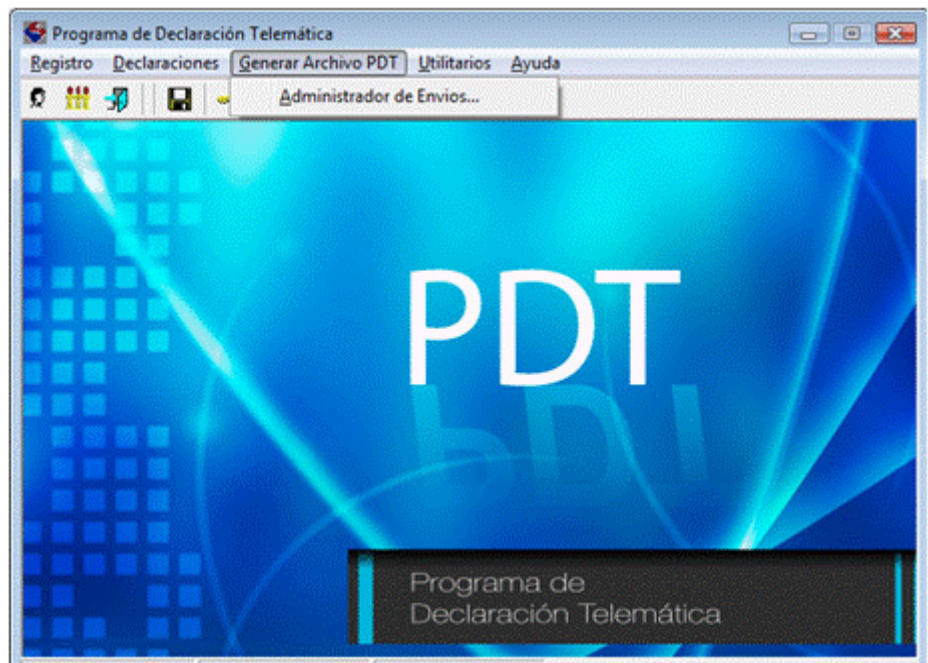 Programa de Declaración Telemática
Registro Declaraciones Generar Archivo PDT Utilitarios Ayuda
Administrador de Envios...
PDT
PDT
Programa de
Declaración Telemática